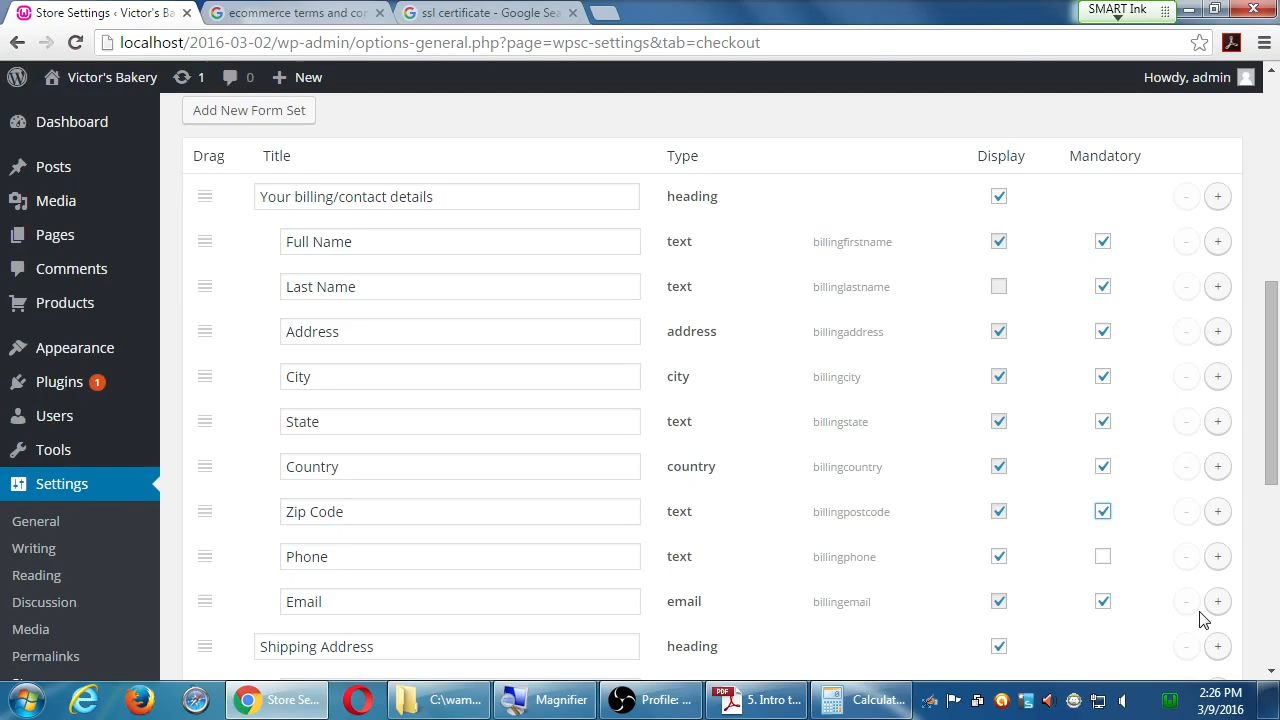 Store Settings ‹ Victor's Ba
ecommerce terms and cor
ssl certificate - Google Sea
SMART Ink
localhost/2016-03-02/wp-admin/options-general.php?pa
wpsc-settings&tab=checkout
Victor's Bakery 1 0 New Howdy, admin
Dashboard
Posts
Media
Pages
Comments
Products
Appearance
Plugins 1
Users
Tools
Settings
General
Writing
Reading
Discussion
Media
Permalinks
Add New Form Set
Drag Title Type Display Mandatory
Your billing/contact details heading - +
Full Name text billingfirstname - +
Last Name text billinglastname - +
Address address billingaddress - +
City city billingcity - +
State text billingstate - +
Country country billingcountry - +
Zip Code text billingpostcode - +
Phone text billingphone - +
Email email billingemail - +
Shipping Address heading - +
Store Se...
C:\wam...
Magnifier
Profile: ...
PDF
5. Intro t...
Calculat...
2:26 PM
3/9/2016